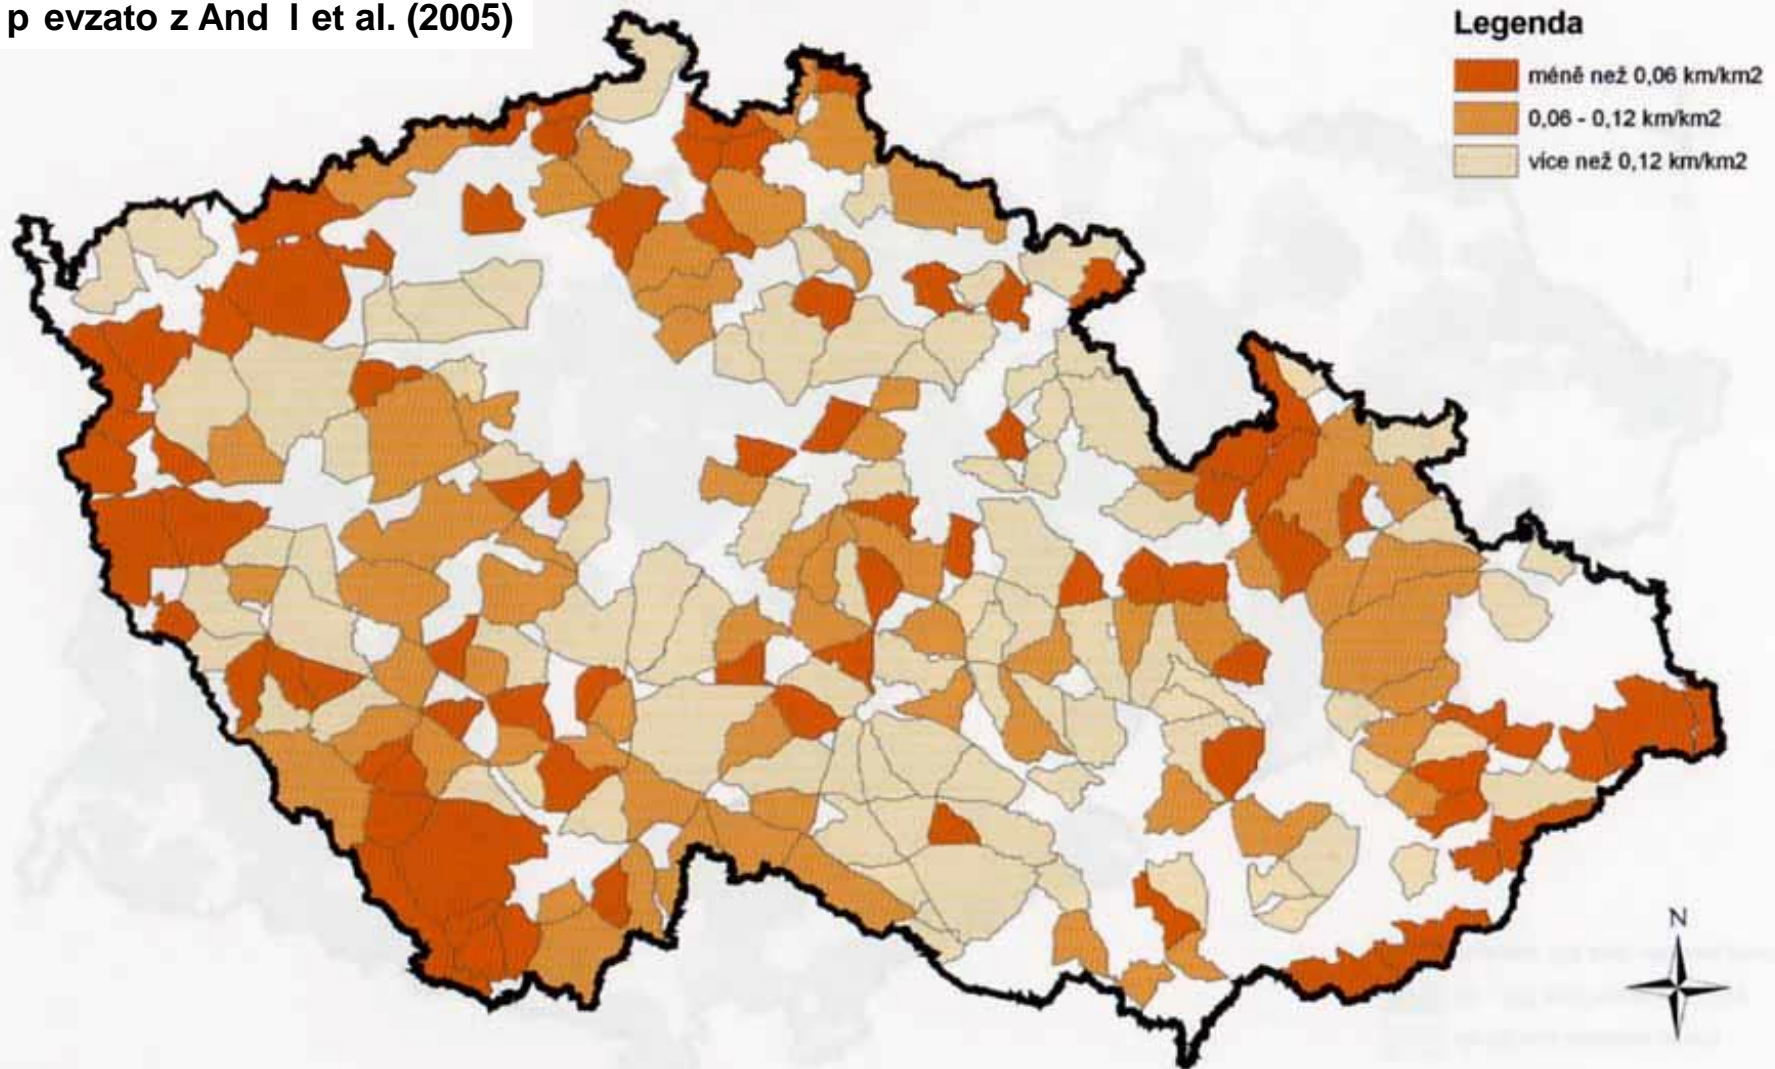 p evzato z And l et al. (2005)
Legenda
méně než 0,06 km/km2
0,06 - 0,12 km/km2
více než 0,12 km/km2
N